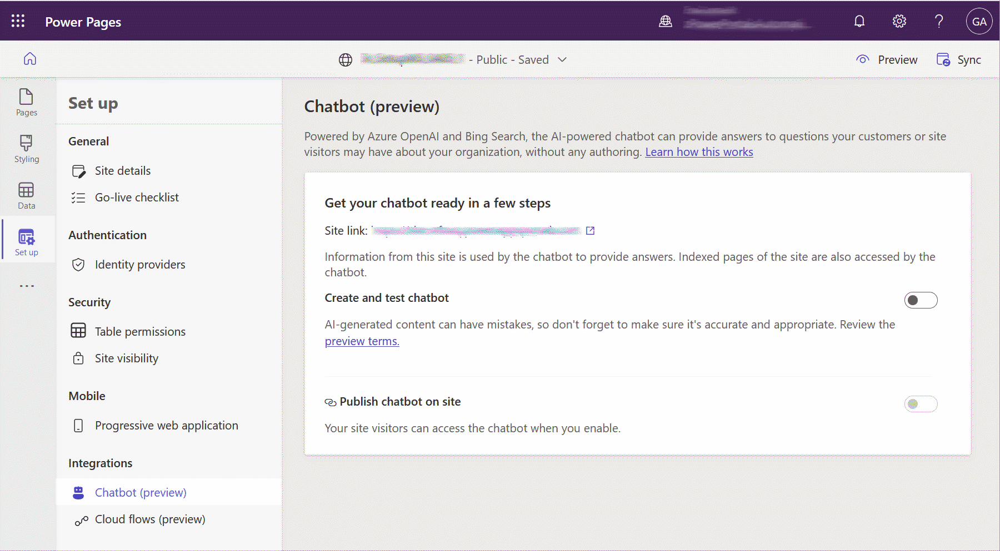 Power Pages
GA
- Public - Saved
Preview
Sync
Pages
Styling
Data
Set up
Set up
General
Site details
Go-live checklist
Authentication
Identity providers
Security
Table permissions
Site visibility
Mobile
Progressive web application
Integrations
Chatbot (preview)
Cloud flows (preview)
Chatbot (preview)
Powered by Azure OpenAI and Bing Search, the AI-powered chatbot can provide answers to questions your customers or site
visitors may have about your organization, without any authoring. Learn how this works
Get your chatbot ready in a few steps
Site link:
Information from this site is used by the chatbot to provide answers. Indexed pages of the site are also accessed by the
chatbot.
Create and test chatbot
AI-generated content can have mistakes, so don't forget to make sure it's accurate and appropriate. Review the
preview terms.
Publish chatbot on site
Your site visitors can access the chatbot when you enable.